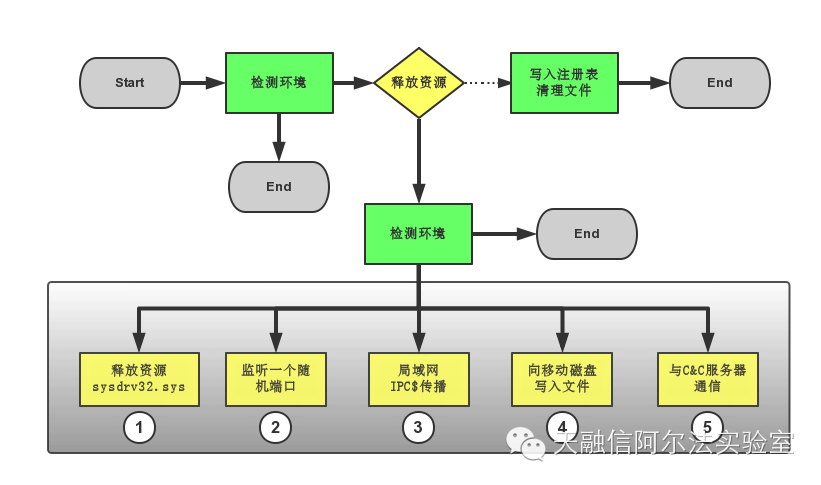 Start
检测环境
释放资源
写入注册表
清理文件
End
End
检测环境
End
释放资源
sysdrv32.sys
监听一个随
机端口
局域网
IPC$传播
向移动磁盘
写入文件
与C&C服务器
通信
1
2
3
4
5
天融信阿尔法实验室